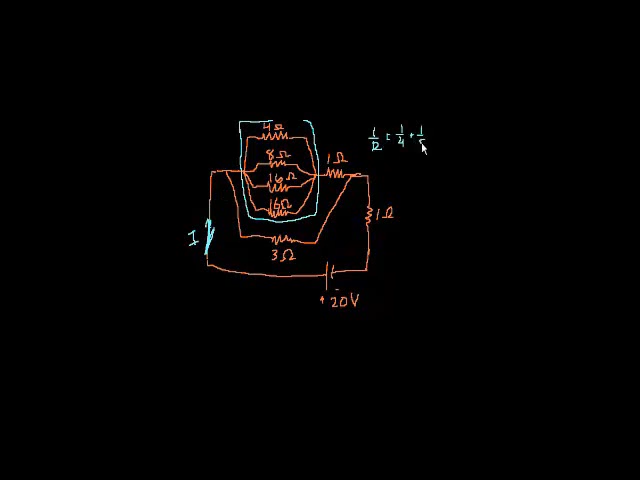 4Ω
8Ω
16Ω
16Ω
1Ω
1Ω
3Ω
I
+ - 20V
1/R = 1/4 + 1/